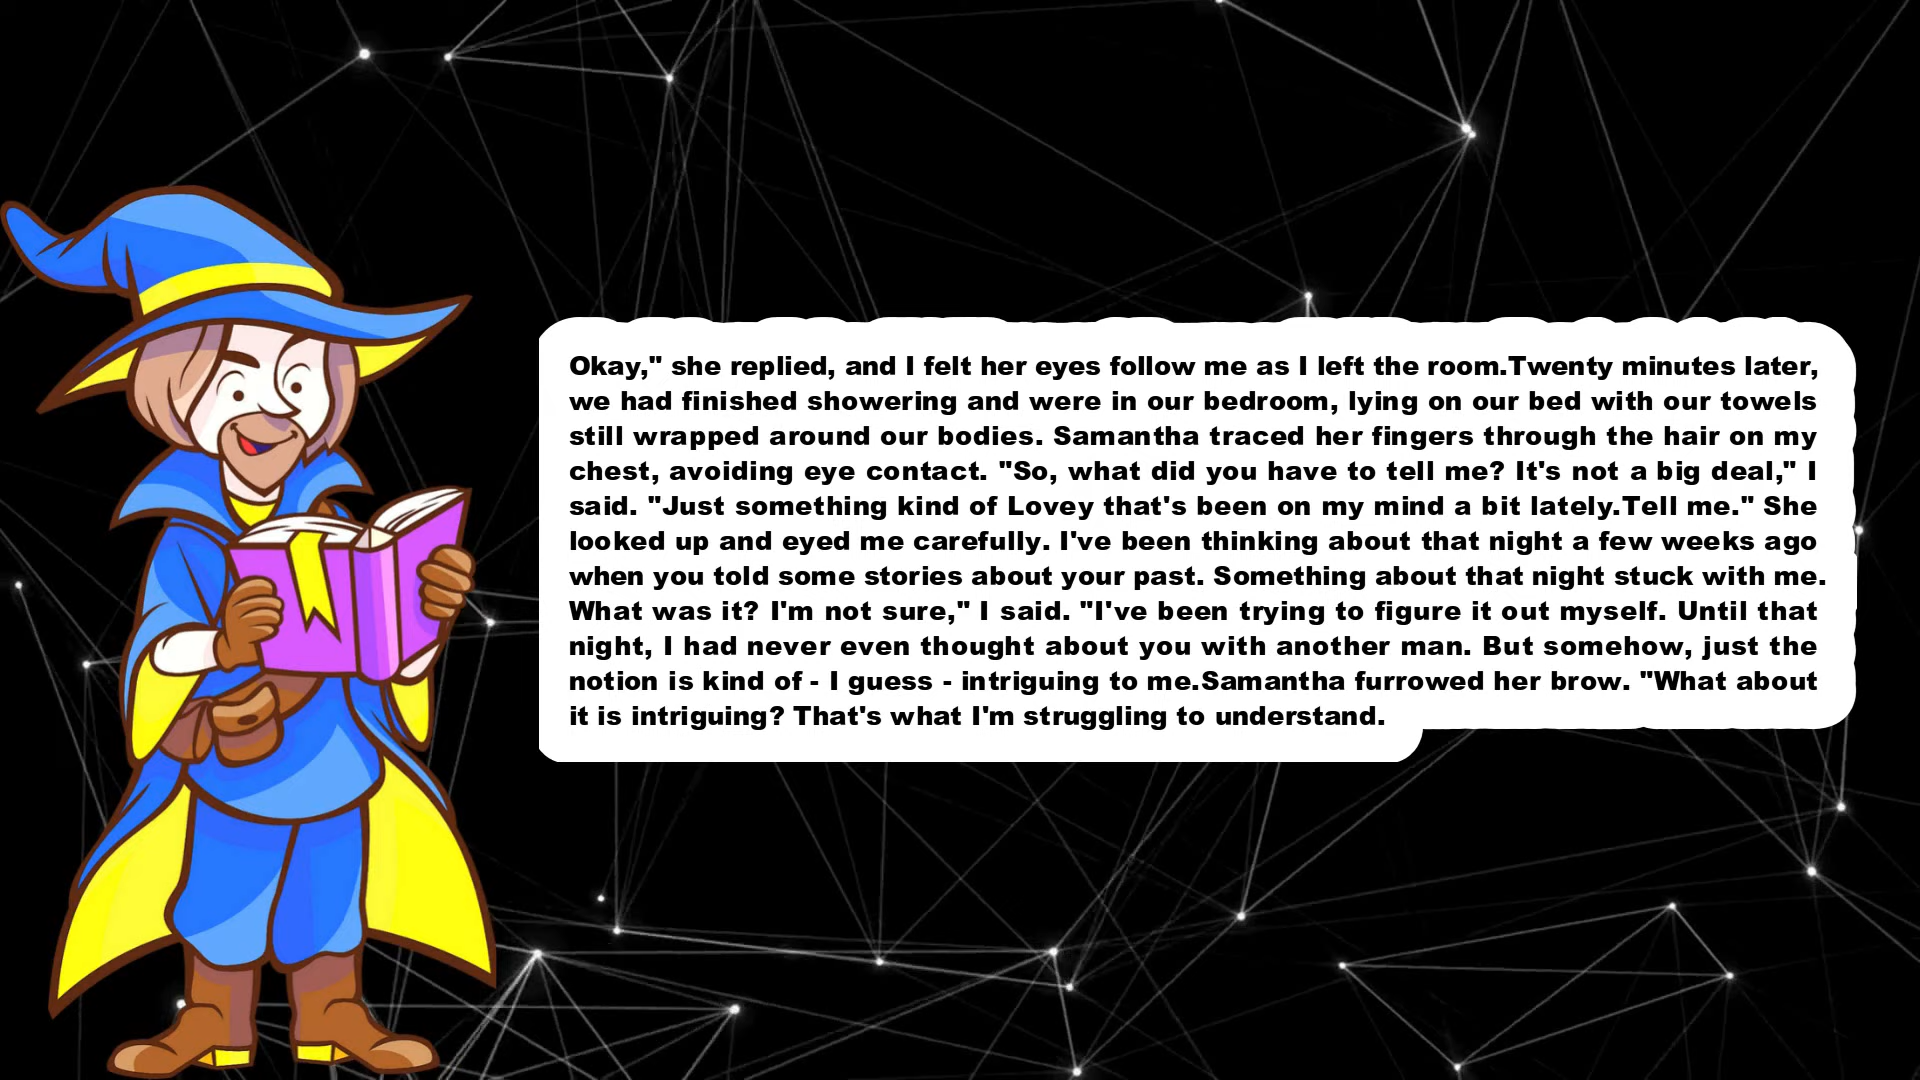 Okay," she replied, and I felt her eyes follow me as I left the room.Twenty minutes later,
we had finished showering and were in our bedroom, lying on our bed with our towels
still wrapped around our bodies. Samantha traced her fingers through the hair on my
chest, avoiding eye contact. "So, what did you have to tell me? It's not a big deal," I
said. "Just something kind of Lovey that's been on my mind a bit lately.Tell me." She
looked up and eyed me carefully. I've been thinking about that night a few weeks ago
when you told some stories about your past. Something about that night stuck with me.
What was it? I'm not sure," I said. "I've been trying to figure it out myself. Until that
night, I had never even thought about you with another man. But somehow, just the
notion is kind of - I guess - intriguing to me.Samantha furrowed her brow. "What about
it is intriguing? That's what I'm struggling to understand.